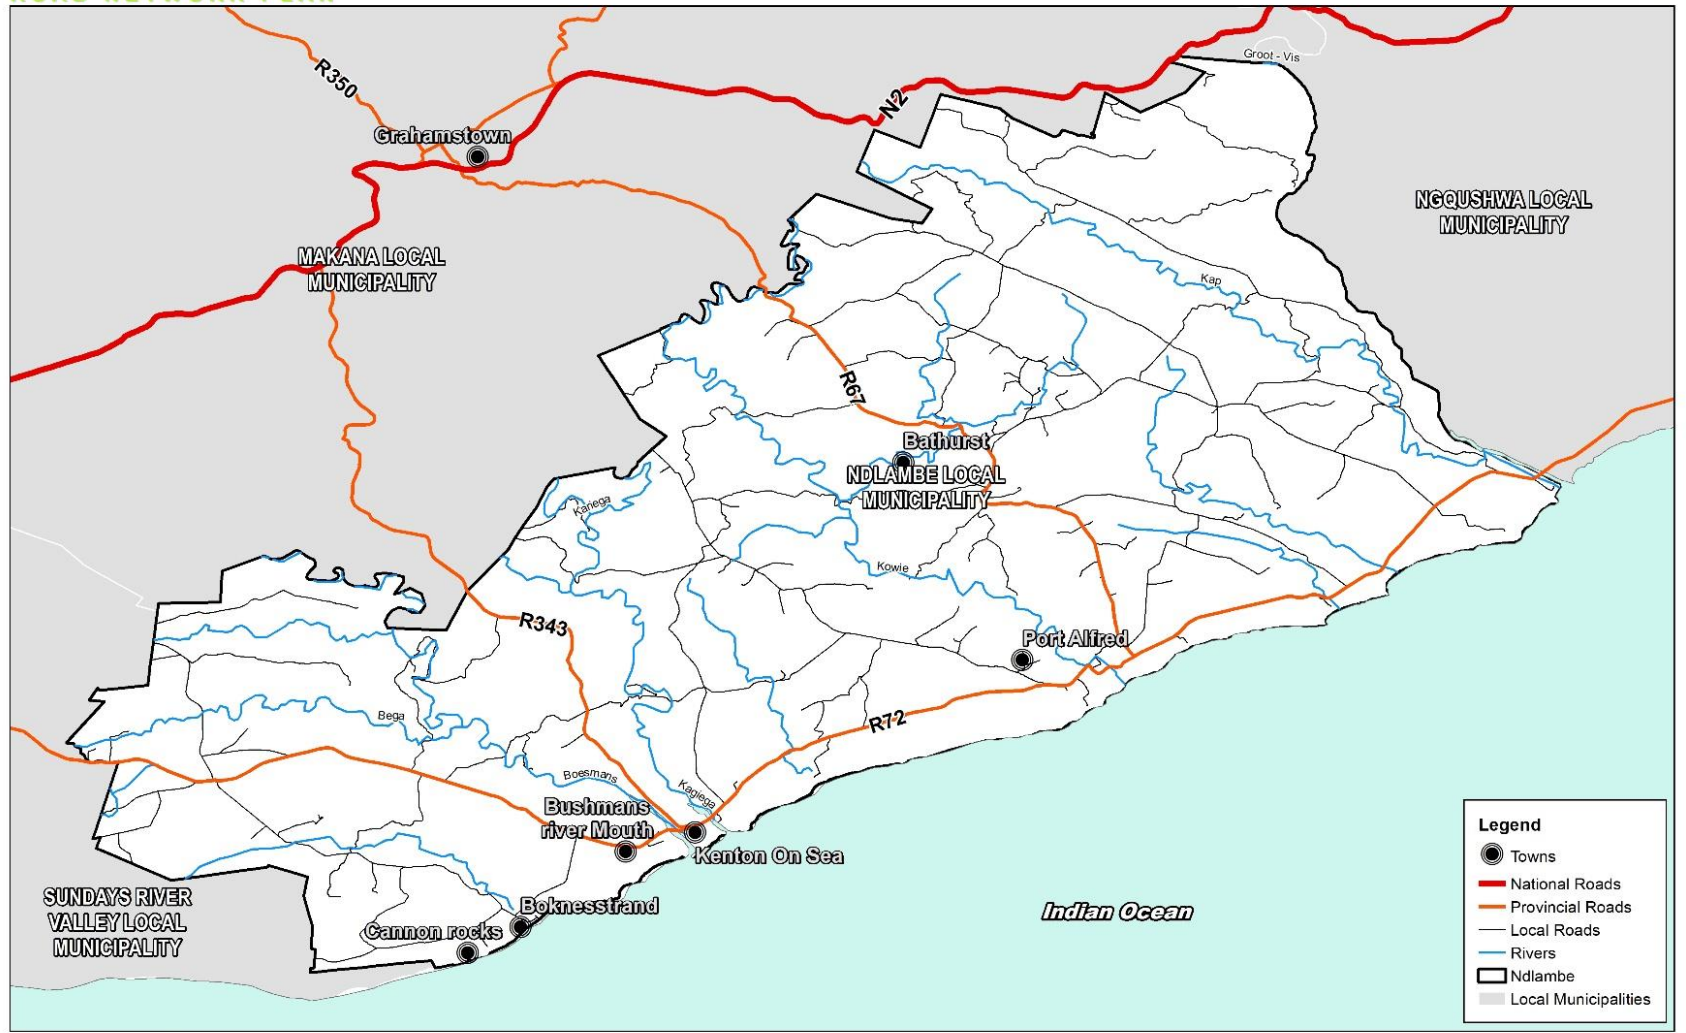 Groot - Vis
R350
N2
Grahamstown
NGQUSHWA LOCAL
MUNICIPALITY
MAKANA LOCAL
MUNICIPALITY
Kap
R67
Bathurst
NDLAMBE LOCAL
MUNICIPALITY
Kariega
Kowie
R343
Port Alfred
Bega
R72
Boesmans
Kagiega
Bushmans
river Mouth
Kenton On Sea
SUNDAYS RIVER
VALLEY LOCAL
MUNICIPALITY
Boknesstrand
Cannon rocks
Indian Ocean
Legend
Towns
National Roads
Provincial Roads
Local Roads
Rivers
Ndlambe
Local Municipalities